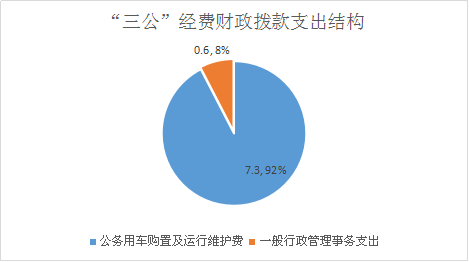 “三公”经费财政拨款支出结构
0.6, 8%
7.3, 92%
公务用车购置及运行维护费 一般行政管理事务支出